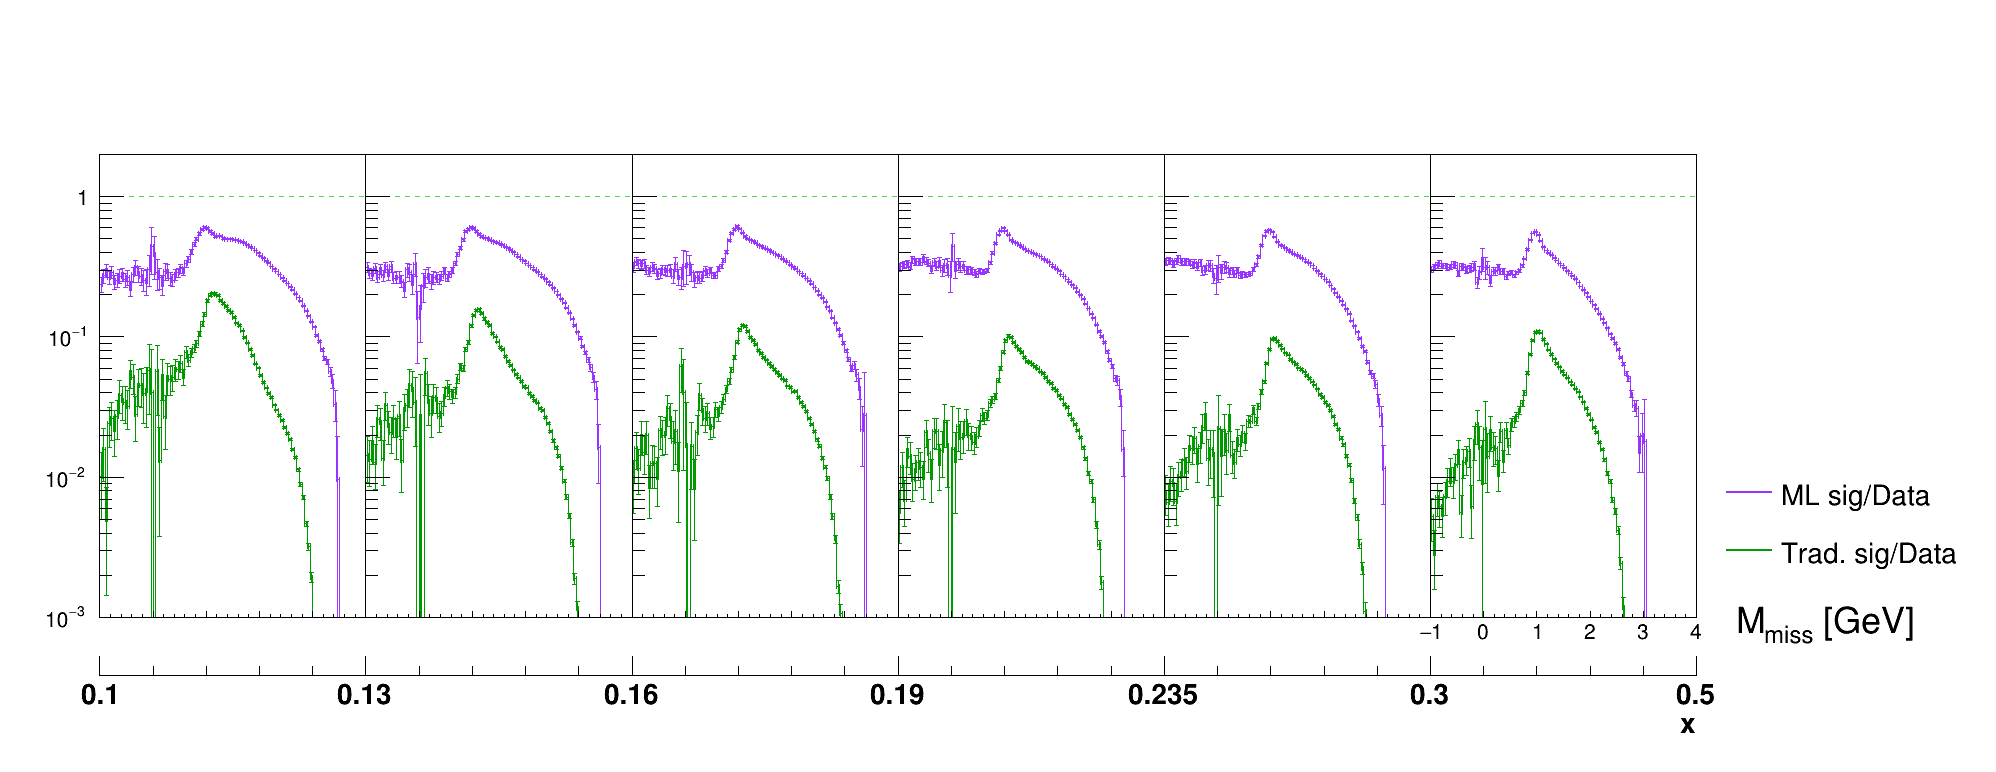 1
10−1
10−2
10−3
ML sig/Data
Trad. sig/Data
−1 0 1 2 3 4
Mmiss [GeV]
0.1 0.13 0.16 0.19 0.235 0.3 0.5
x